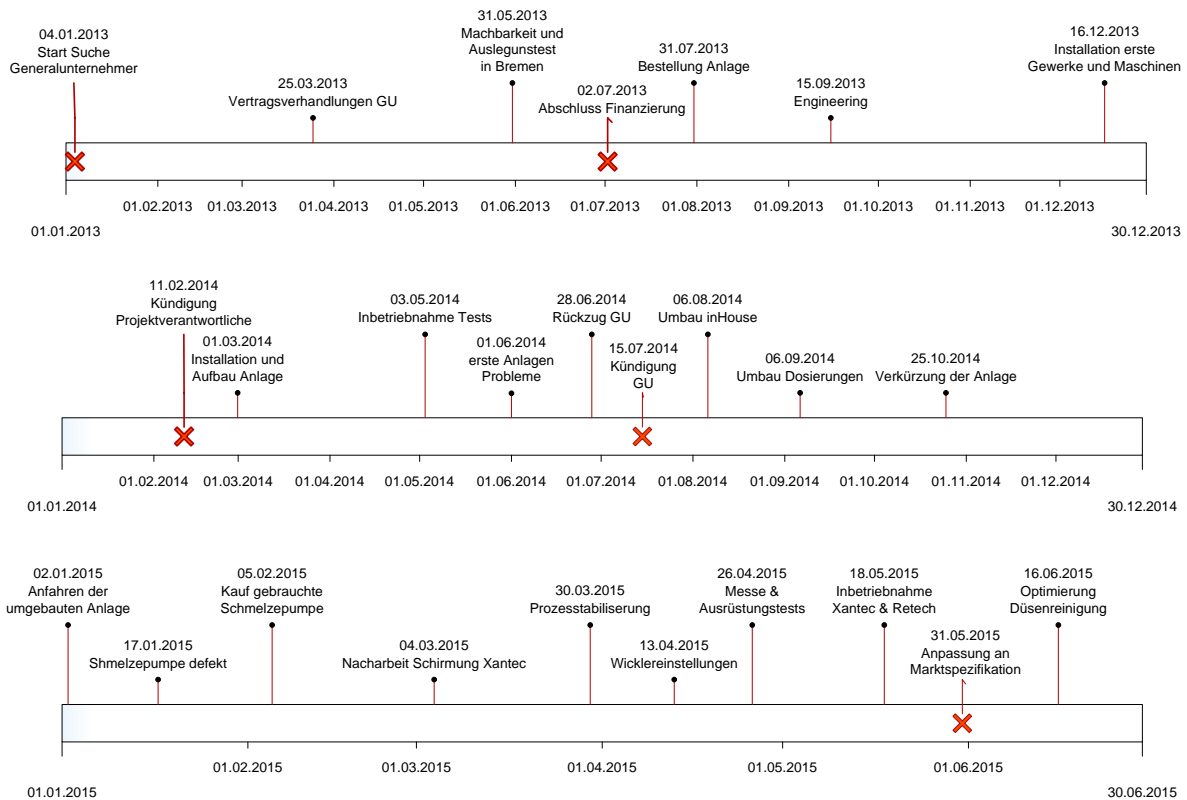 04.01.2013
Start Suche
Generalunternehmer
25.03.2013
Vertragsverhandlungen GU
31.05.2013
Machbarkeit und
Auslegunstest
in Bremen
02.07.2013
Abschluss Finanzierung
31.07.2013
Bestellung Anlage
15.09.2013
Engineering
16.12.2013
Installation erste
Gewerke und Maschinen
01.02.2013
01.03.2013
01.04.2013
01.05.2013
01.06.2013
01.07.2013
01.08.2013
01.09.2013
01.10.2013
01.11.2013
01.12.2013
01.01.2013
30.12.2013
11.02.2014
Kündigung
Projektverantwortliche
01.03.2014
Installation und
Aufbau Anlage
03.05.2014
Inbetriebnahme Tests
01.06.2014
erste Anlagen
Probleme
28.06.2014
Rückzug GU
15.07.2014
Kündigung
GU
06.08.2014
Umbau inHouse
06.09.2014
Umbau Dosierungen
25.10.2014
Verkürzung der Anlage
01.02.2014
01.03.2014
01.04.2014
01.05.2014
01.06.2014
01.07.2014
01.08.2014
01.09.2014
01.10.2014
01.11.2014
01.12.2014
01.01.2014
30.12.2014
02.01.2015
Anfahren der
umgebauten Anlage
17.01.2015
Shmelzepumpe defekt
05.02.2015
Kauf gebrauchte
Schmelzepumpe
04.03.2015
Nacharbeit Schirmung Xantec
30.03.2015
Prozesstabiliserung
13.04.2015
Wicklereinstellungen
26.04.2015
Messe &
Ausrüstungstests
18.05.2015
Inbetriebnahme
Xantec & Retech
31.05.2015
Anpassung an
Marktspezifikation
16.06.2015
Optimierung
Düsenreinigung
01.02.2015
01.03.2015
01.04.2015
01.05.2015
01.06.2015
01.01.2015
30.06.2015